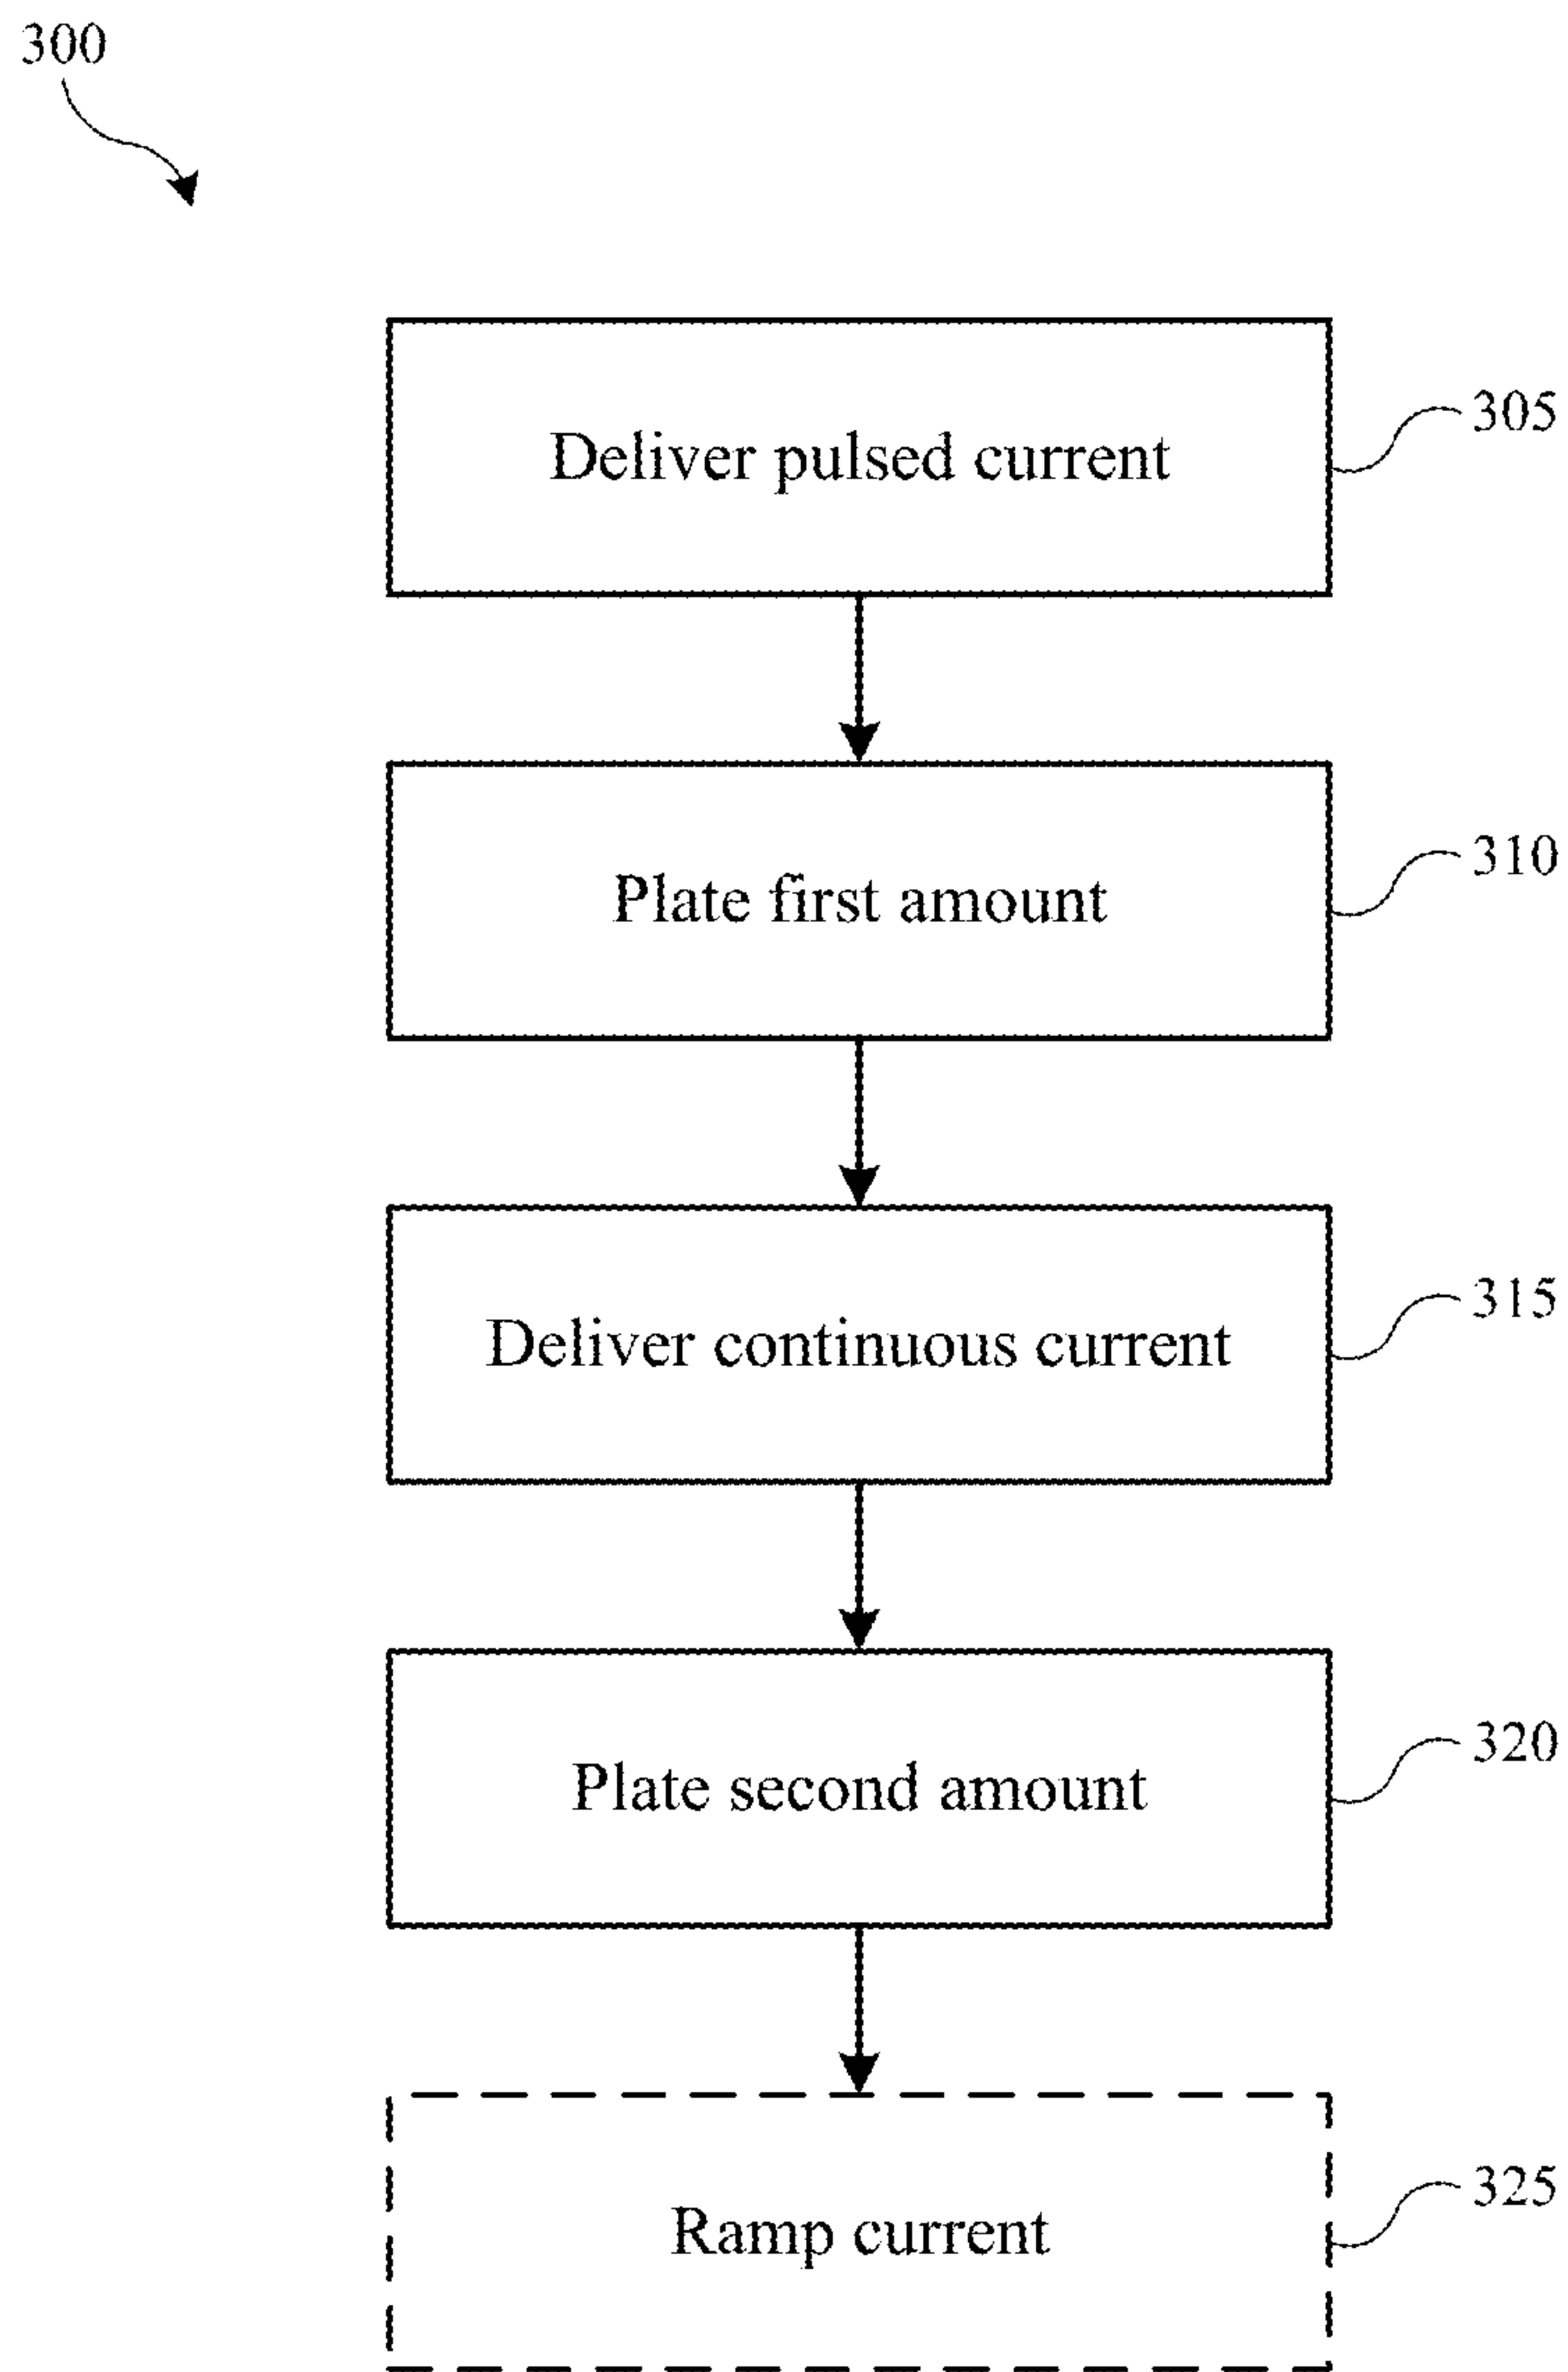 300
Deliver pulsed current
305
Plate first amount
310
Deliver continuous current
315
Plate second amount
320
Ramp current
325